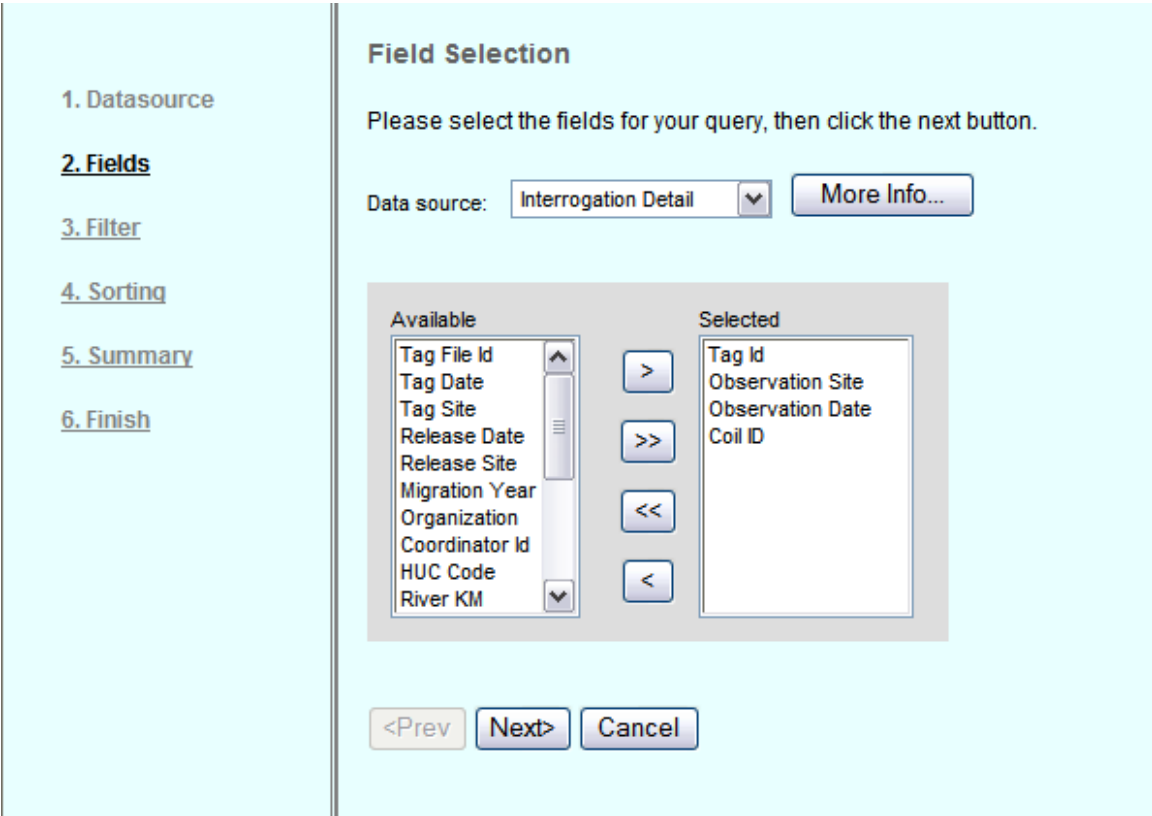 Field Selection
1. Datasource
Please select the fields for your query, then click the next button.
2. Fields
Data source: Interrogation Detail More Info...
3. Filter
4. Sorting
5. Summary
6. Finish
Available
Tag File Id
Tag Date
Tag Site
Release Date
Release Site
Migration Year
Organization
Coordinator Id
HUC Code
River KM
>
>>
<<
<
Selected
Tag Id
Observation Site
Observation Date
Coil ID
<Prev Next> Cancel